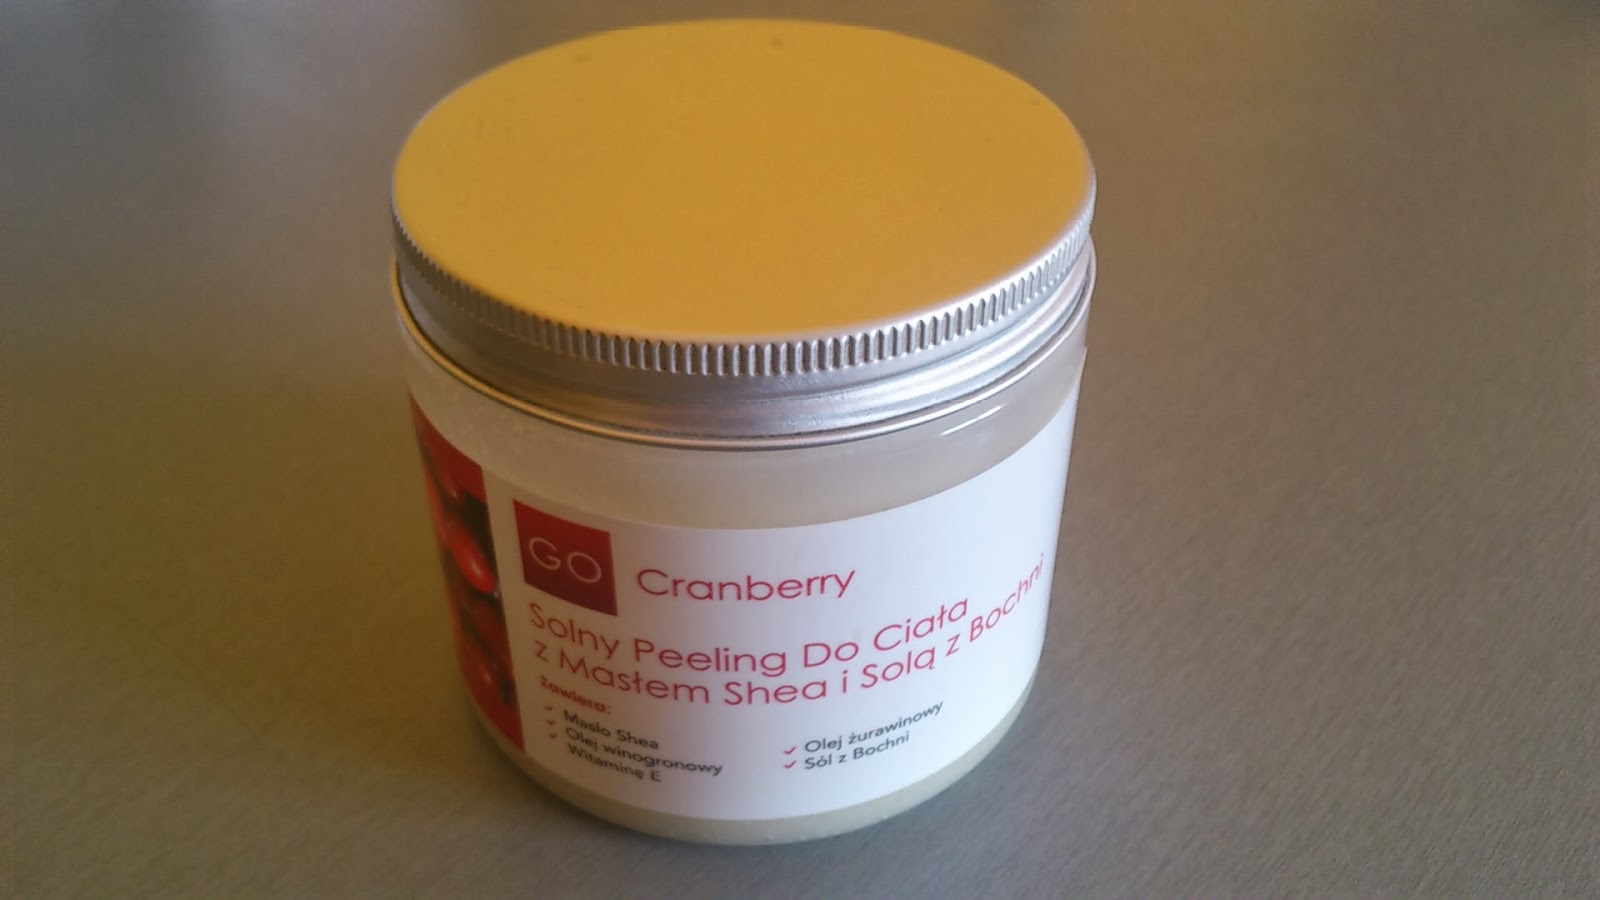 GO
Cranberry
Solny Peeling Do Ciała
z Masłem Shea i Solą z Bochni
Zawiera:
Masło Shea
Olej winogronowy
Witaminę E
Olej żurawinowy
Sól z Bochni